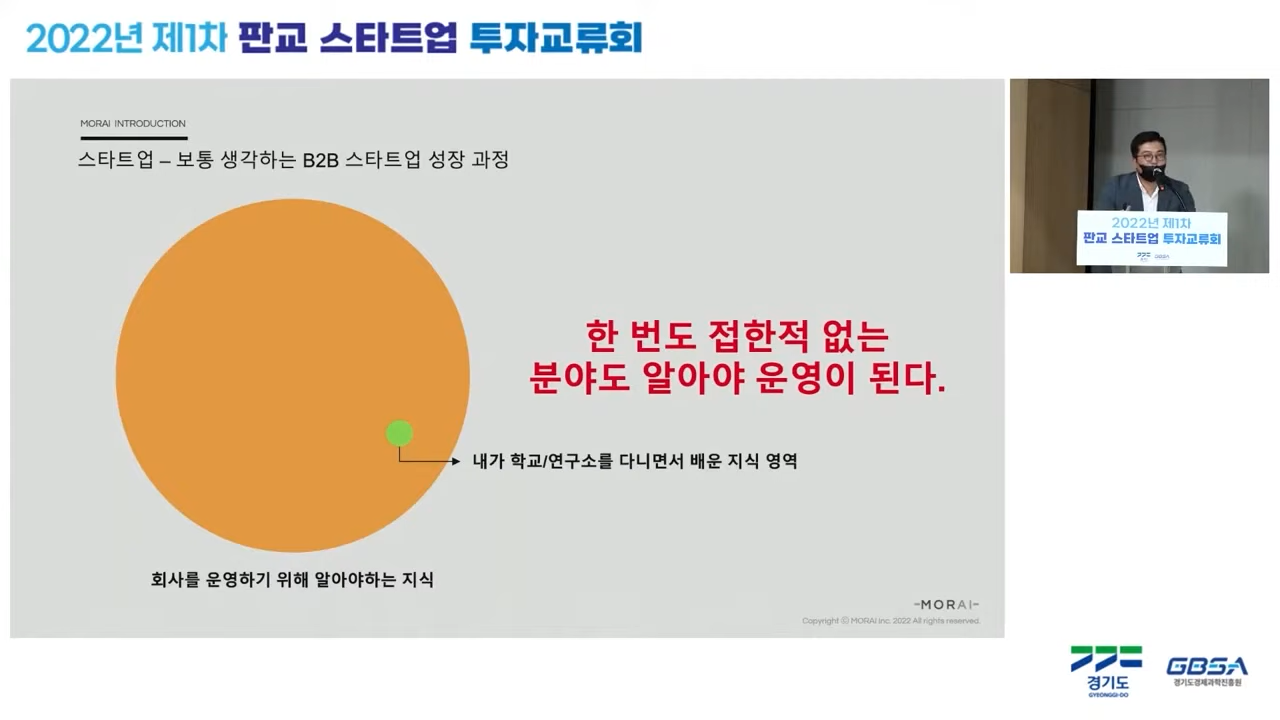 2022년 제1차 판교 스타트업 투자교류회
MORAI INTRODUCTION
스타트업 – 보통 생각하는 B2B 스타트업 성장 과정
한 번도 접한적 없는
분야도 알아야 운영이 된다.
내가 학교/연구소를 다니면서 배운 지식 영역
회사를 운영하기 위해 알아야하는 지식
-MORAI-
Copyright ⓒ MORAI Inc. 2022 All rights reserved.
2022년 제1차
판교 스타트업 투자교류회
GBSA
경기도
GYEONGGI-DO
GBSA
경기도경제과학진흥원